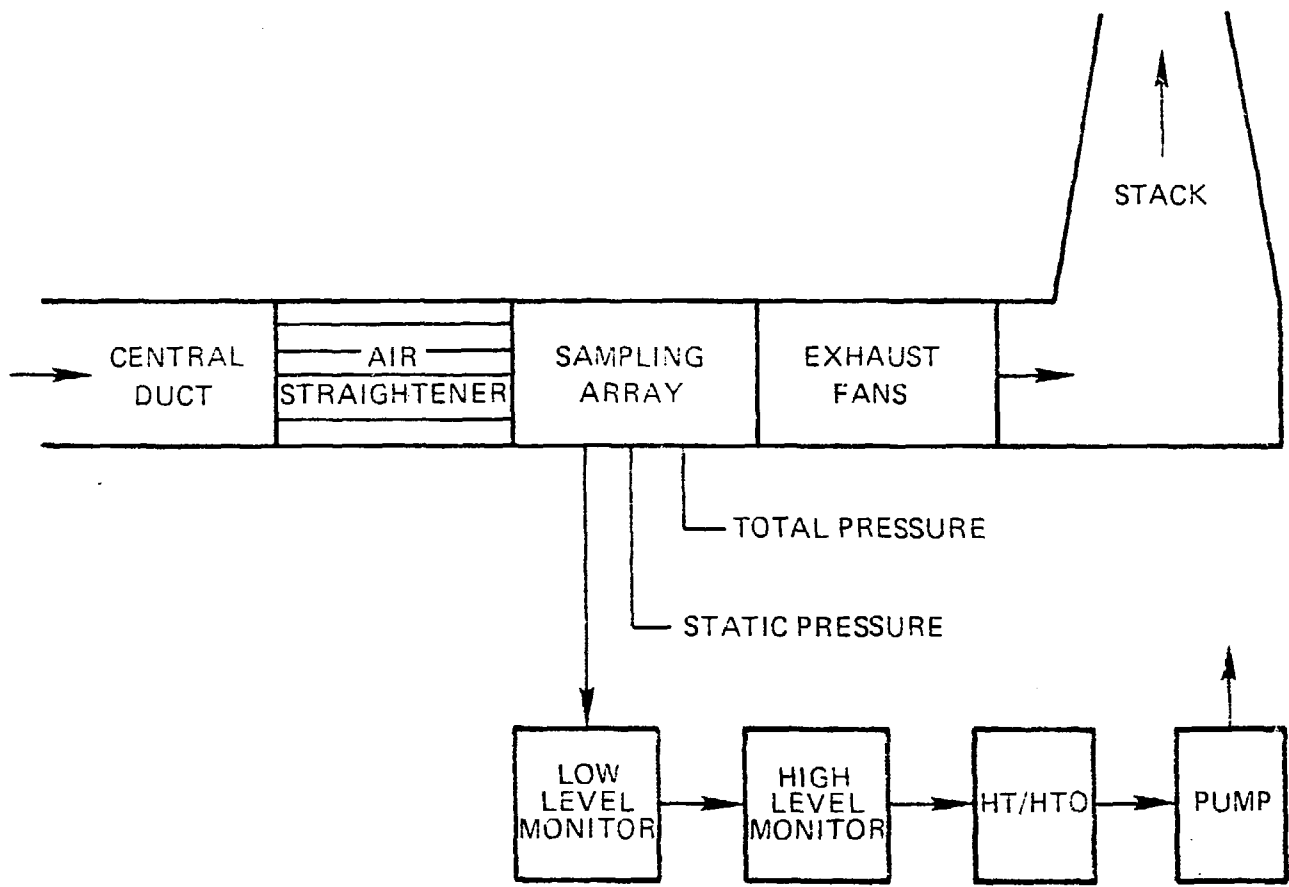 STACK
CENTRAL
DUCT
AIR
STRAIGHTENER
SAMPLING
ARRAY
EXHAUST
FANS
TOTAL PRESSURE
STATIC PRESSURE
LOW
LEVEL
MONITOR
HIGH
LEVEL
MONITOR
HT/HTO
PUMP